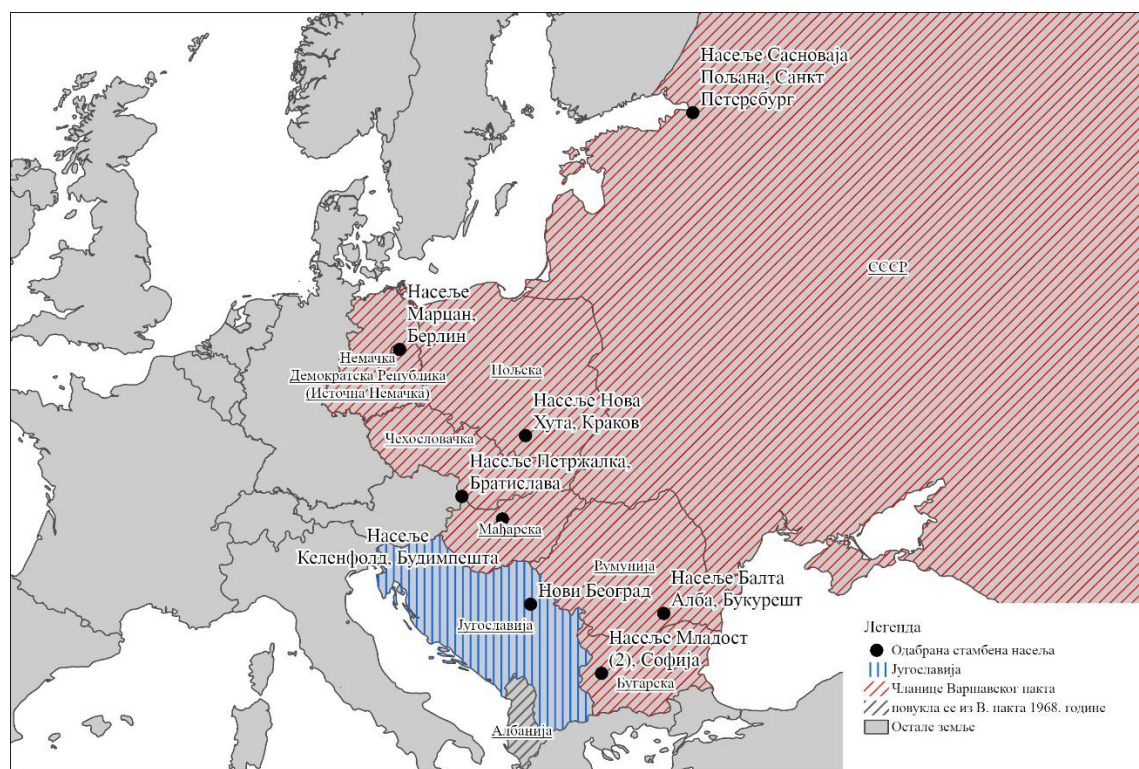 Насеље Сасноваја
Пољана, Санкт
Петербург
СССР
Насеље
Марцан,
Берлин
Немачка
Демократска Република
(Источна Немачка)
Пољска
Насеље Нова
Хута, Краков
Чехословачка
Насеље Петржалка,
Братислава
Мађарска
Насеље
Келенфолд, Будимпешта
Румунија
Насеље Балта
Алба, Букурешт
Нови Београд
Југославија
Насеље Младост
(2), Софија
Бугарска
Албанија
Легенда
Одабрана стамбена насеља
Југославија
Чланице Варшавског пакта
повукла се из В. пакта 1968. године
Остале земље